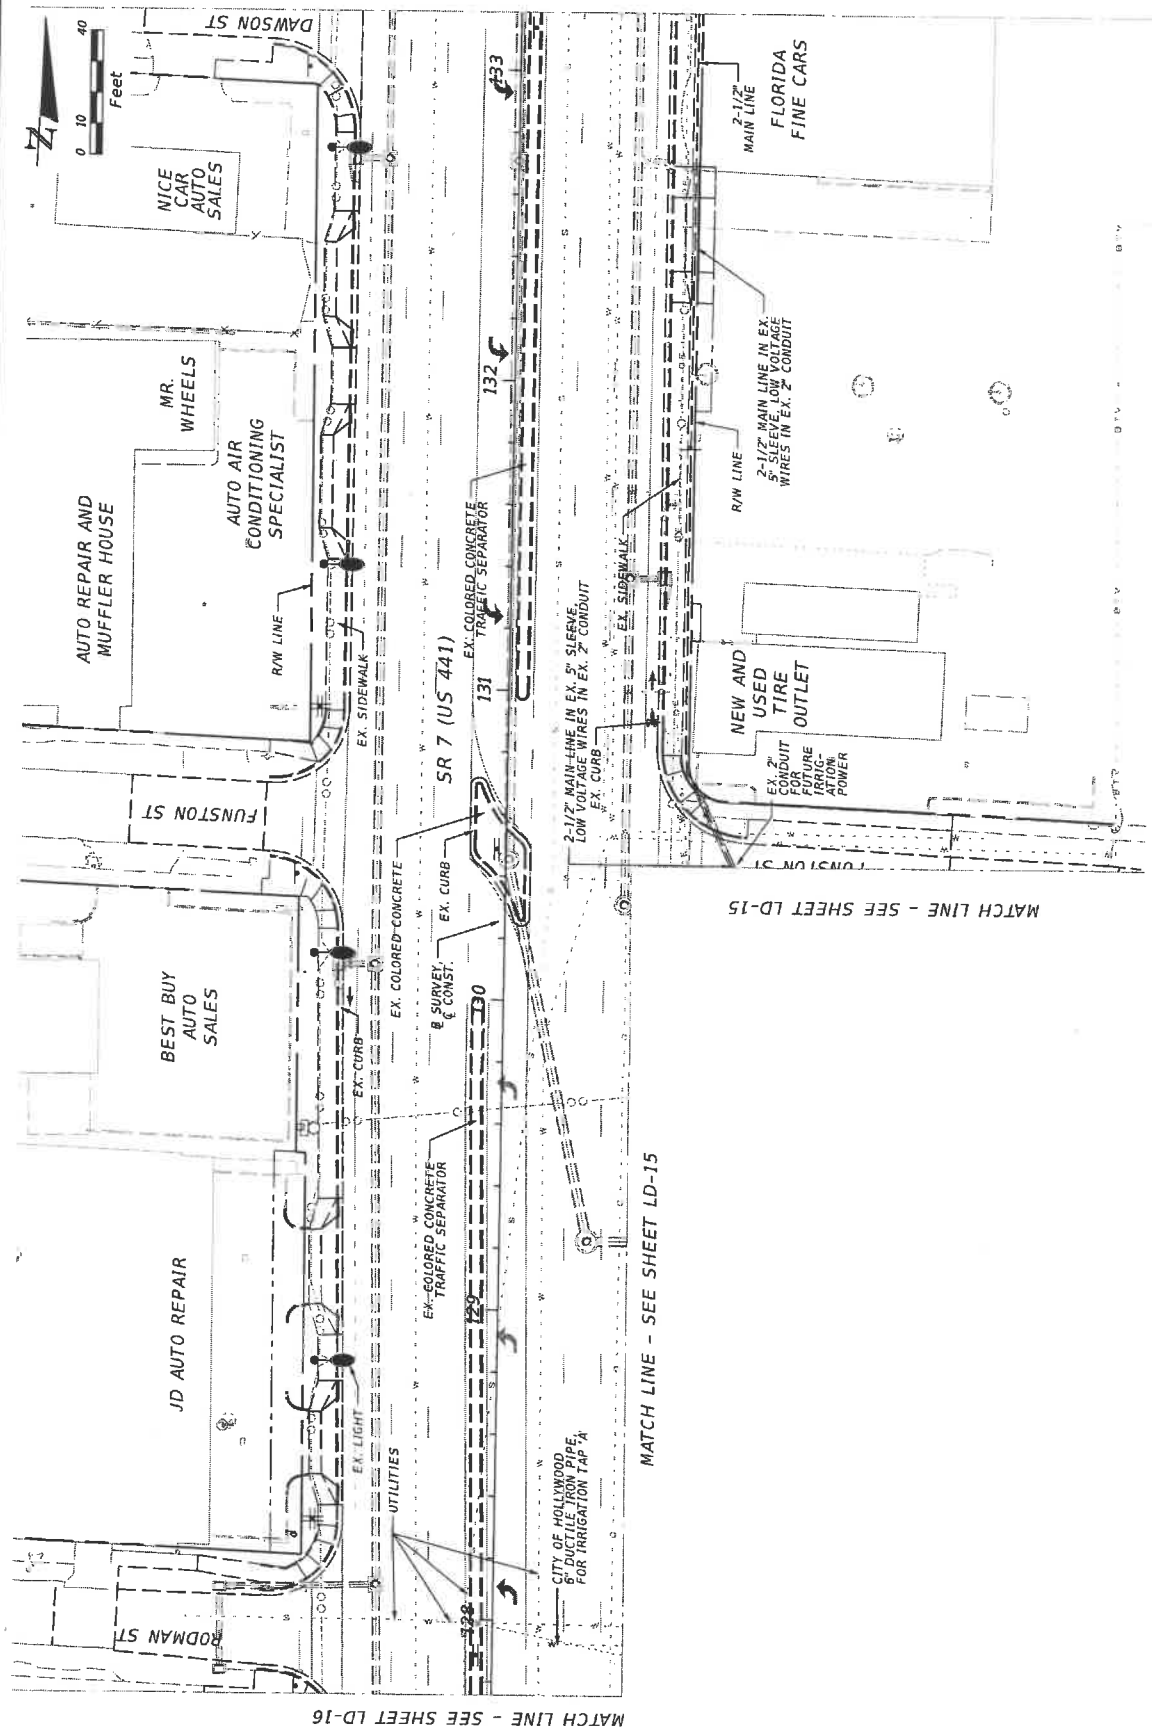 DAWSON ST
N
0 10 40
Feet
NICE
CAR
AUTO
SALES
MR.
WHEELS
AUTO REPAIR AND
MUFFLER HOUSE
AUTO AIR
CONDITIONING
SPECIALIST
R/W LINE
EX. SIDEWALK
FUNSTON ST
BEST BUY
AUTO
SALES
EX. CURB
JD AUTO REPAIR
EX. LIGHT
UTILITIES
RODMAN ST
133
132
131
130
129
128
SR 7 (US 441)
EX. COLORED CONCRETE
TRAFFIC SEPARATOR
EX. COLORED CONCRETE
EX. CURB
B SURVEY,
C CONST.
EX. COLORED CONCRETE
TRAFFIC SEPARATOR
CITY OF HOLLYWOOD
6" DUCTILE IRON PIPE,
FOR IRRIGATION TAP 'A'
2-1/2" MAIN LINE IN EX. 5" SLEEVE,
LOW VOLTAGE WIRES IN EX. 2" CONDUIT
EX. CURB
EX. SIDEWALK
R/W LINE
2-1/2" MAIN LINE IN EX.
5" SLEEVE, LOW VOLTAGE
WIRES IN EX. 2" CONDUIT
2-1/2"
MAIN LINE
FLORIDA
FINE CARS
NEW AND
USED
TIRE
OUTLET
EX. 2"
CONDUIT
FOR
FUTURE
IRRIG-
ATION
POWER
FUNSTON ST
MATCH LINE - SEE SHEET LD-15
MATCH LINE - SEE SHEET LD-15
MATCH LINE - SEE SHEET LD-16